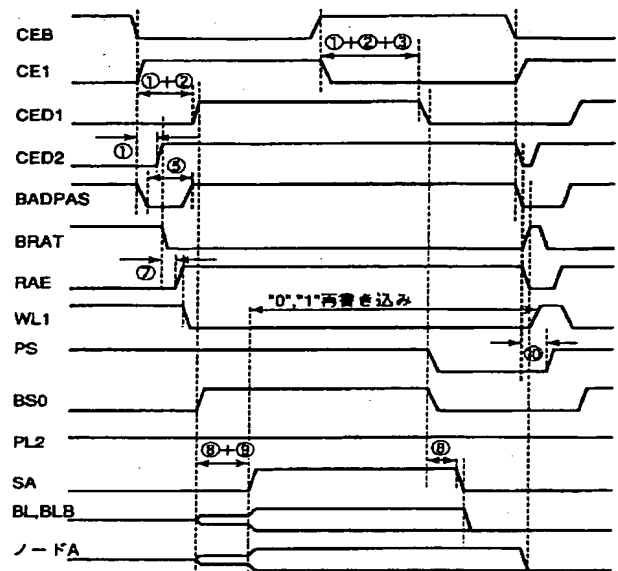 CEB
CE1
①+②+③
①+②
CED1
①
CED2
⑤
BADPAS
BRAT
⑦
RAE
"0","1"再書き込み
WL1
PS
⑩
BS0
PL2
⑧+⑨
⑧
SA
BL,BLB
ノードA